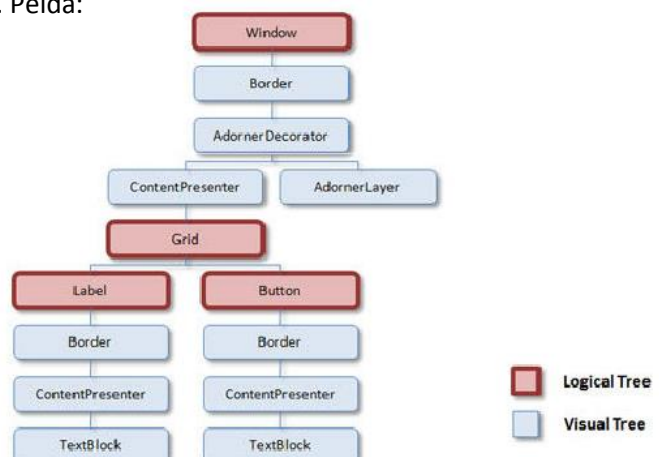 . Példa:
Window
Border
AdornerDecorator
ContentPresenter AdornerLayer
Grid
Label Button
Border Border
ContentPresenter ContentPresenter
TextBlock TextBlock
Logical Tree
Visual Tree